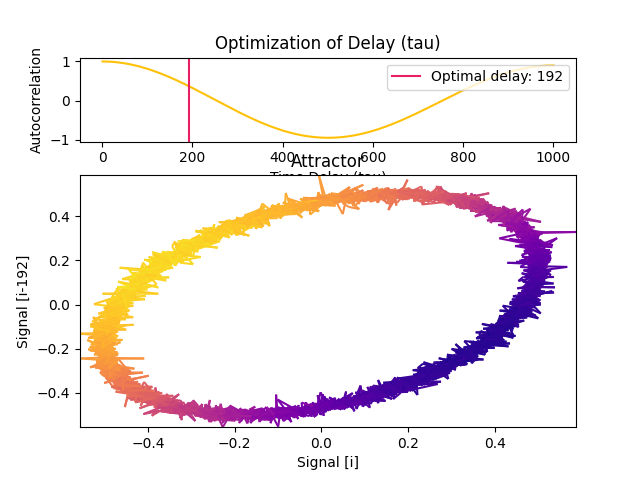 Optimization of Delay (tau)
Autocorrelation
1
0
−1
Optimal delay: 192
0 200 400 600 800 1000
Time Delay (tau)
Attractor
Signal [i-192]
0.4
0.2
0.0
−0.2
−0.4
−0.4 −0.2 0.0 0.2 0.4
Signal [i]